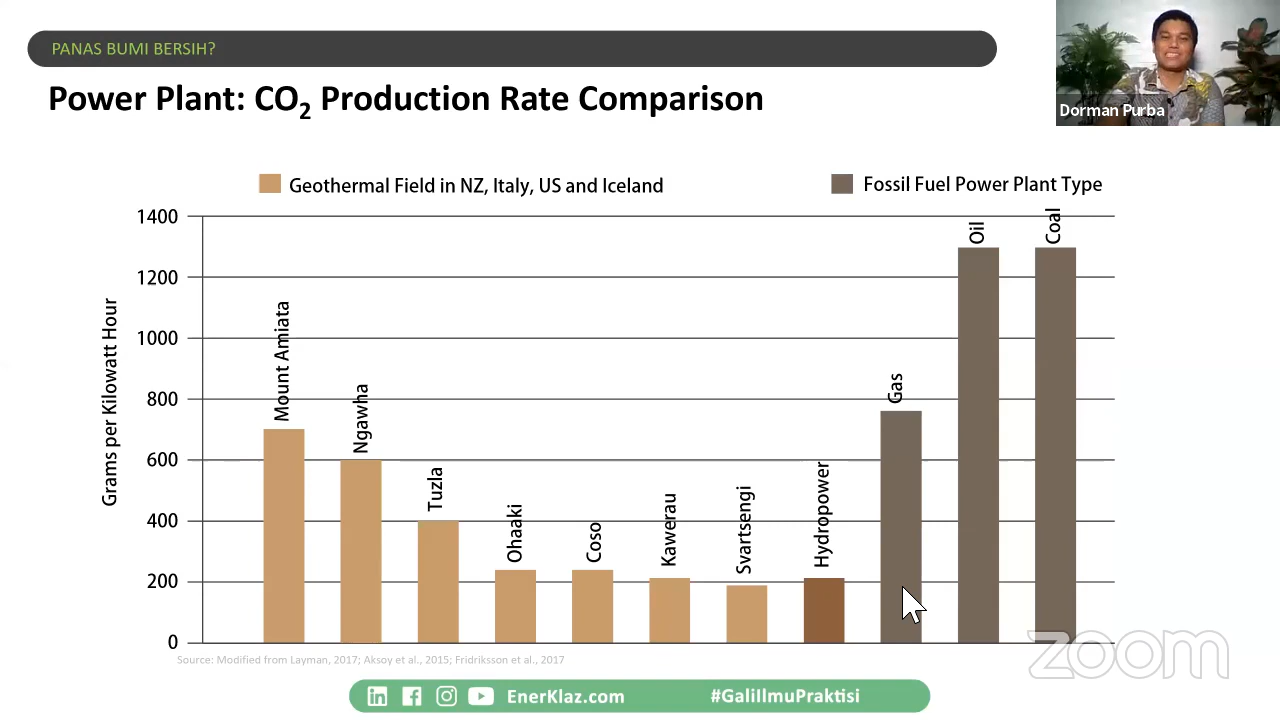 PANAS BUMI BERSIH?
Power Plant: CO₂ Production Rate Comparison
Dorman Purba
Geothermal Field in NZ, Italy, US and Iceland
Fossil Fuel Power Plant Type
Grams per Kilowatt Hour
1400
1200
1000
800
600
400
200
0
Mount Amiata
Ngawha
Tuzla
Ohaaki
Coso
Kawerau
Svartsengi
Hydropower
Gas
Oil
Coal
Source: Modified from Layman, 2017; Aksoy et al., 2015; Fridriksson et al., 2017
zoom
EnerKlaz.com
#GaliIlmuPraktisi